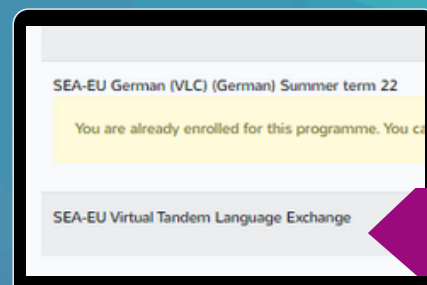 SEA-EU German (VLC) (German) Summer term 22
You are already enrolled for this programme. You ca
SEA-EU Virtual Tandem Language Exchange